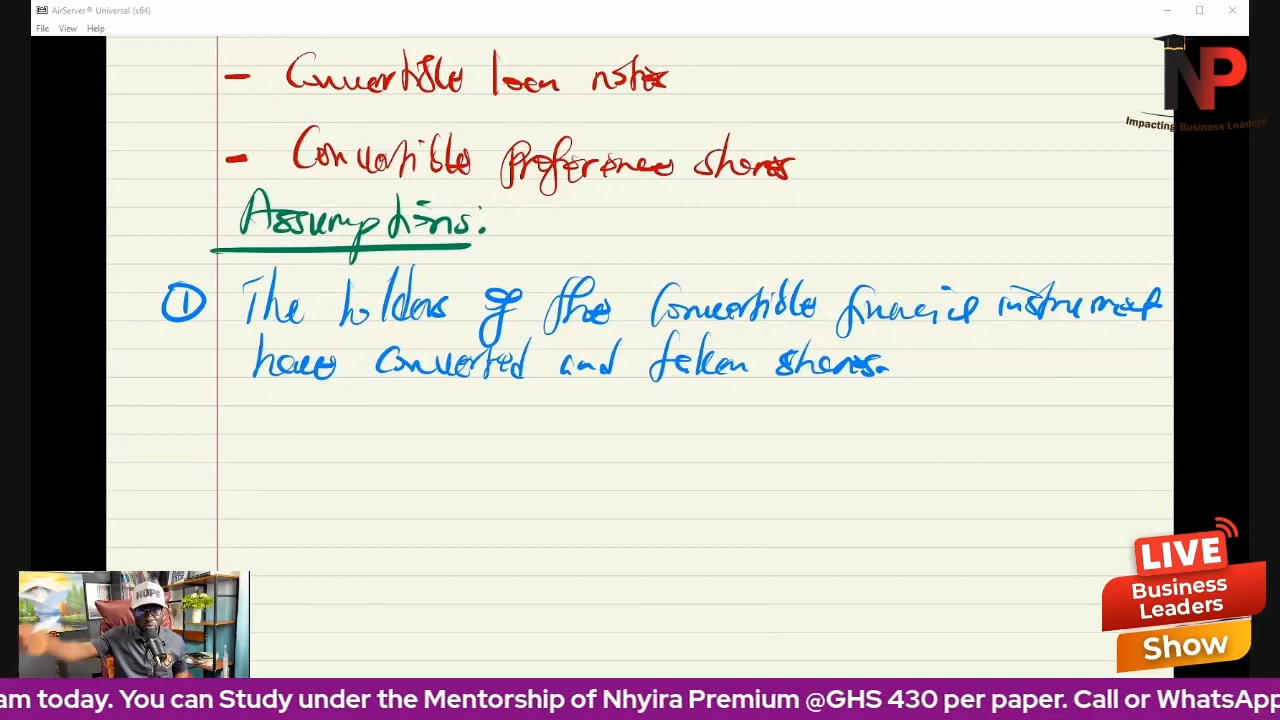 AirServer® Universal (x64)
File View Help
- Convertible loan notes
- Convertible preference shares
Assumptions:
① The holders of the convertible financial instrument
have converted and taken shares.
NP
Impacting Business Leaders
HOPE
LIVE
Business
Leaders
Show
am today. You can Study under the Mentorship of Nhyira Premium @GHS 430 per paper. Call or WhatsApp